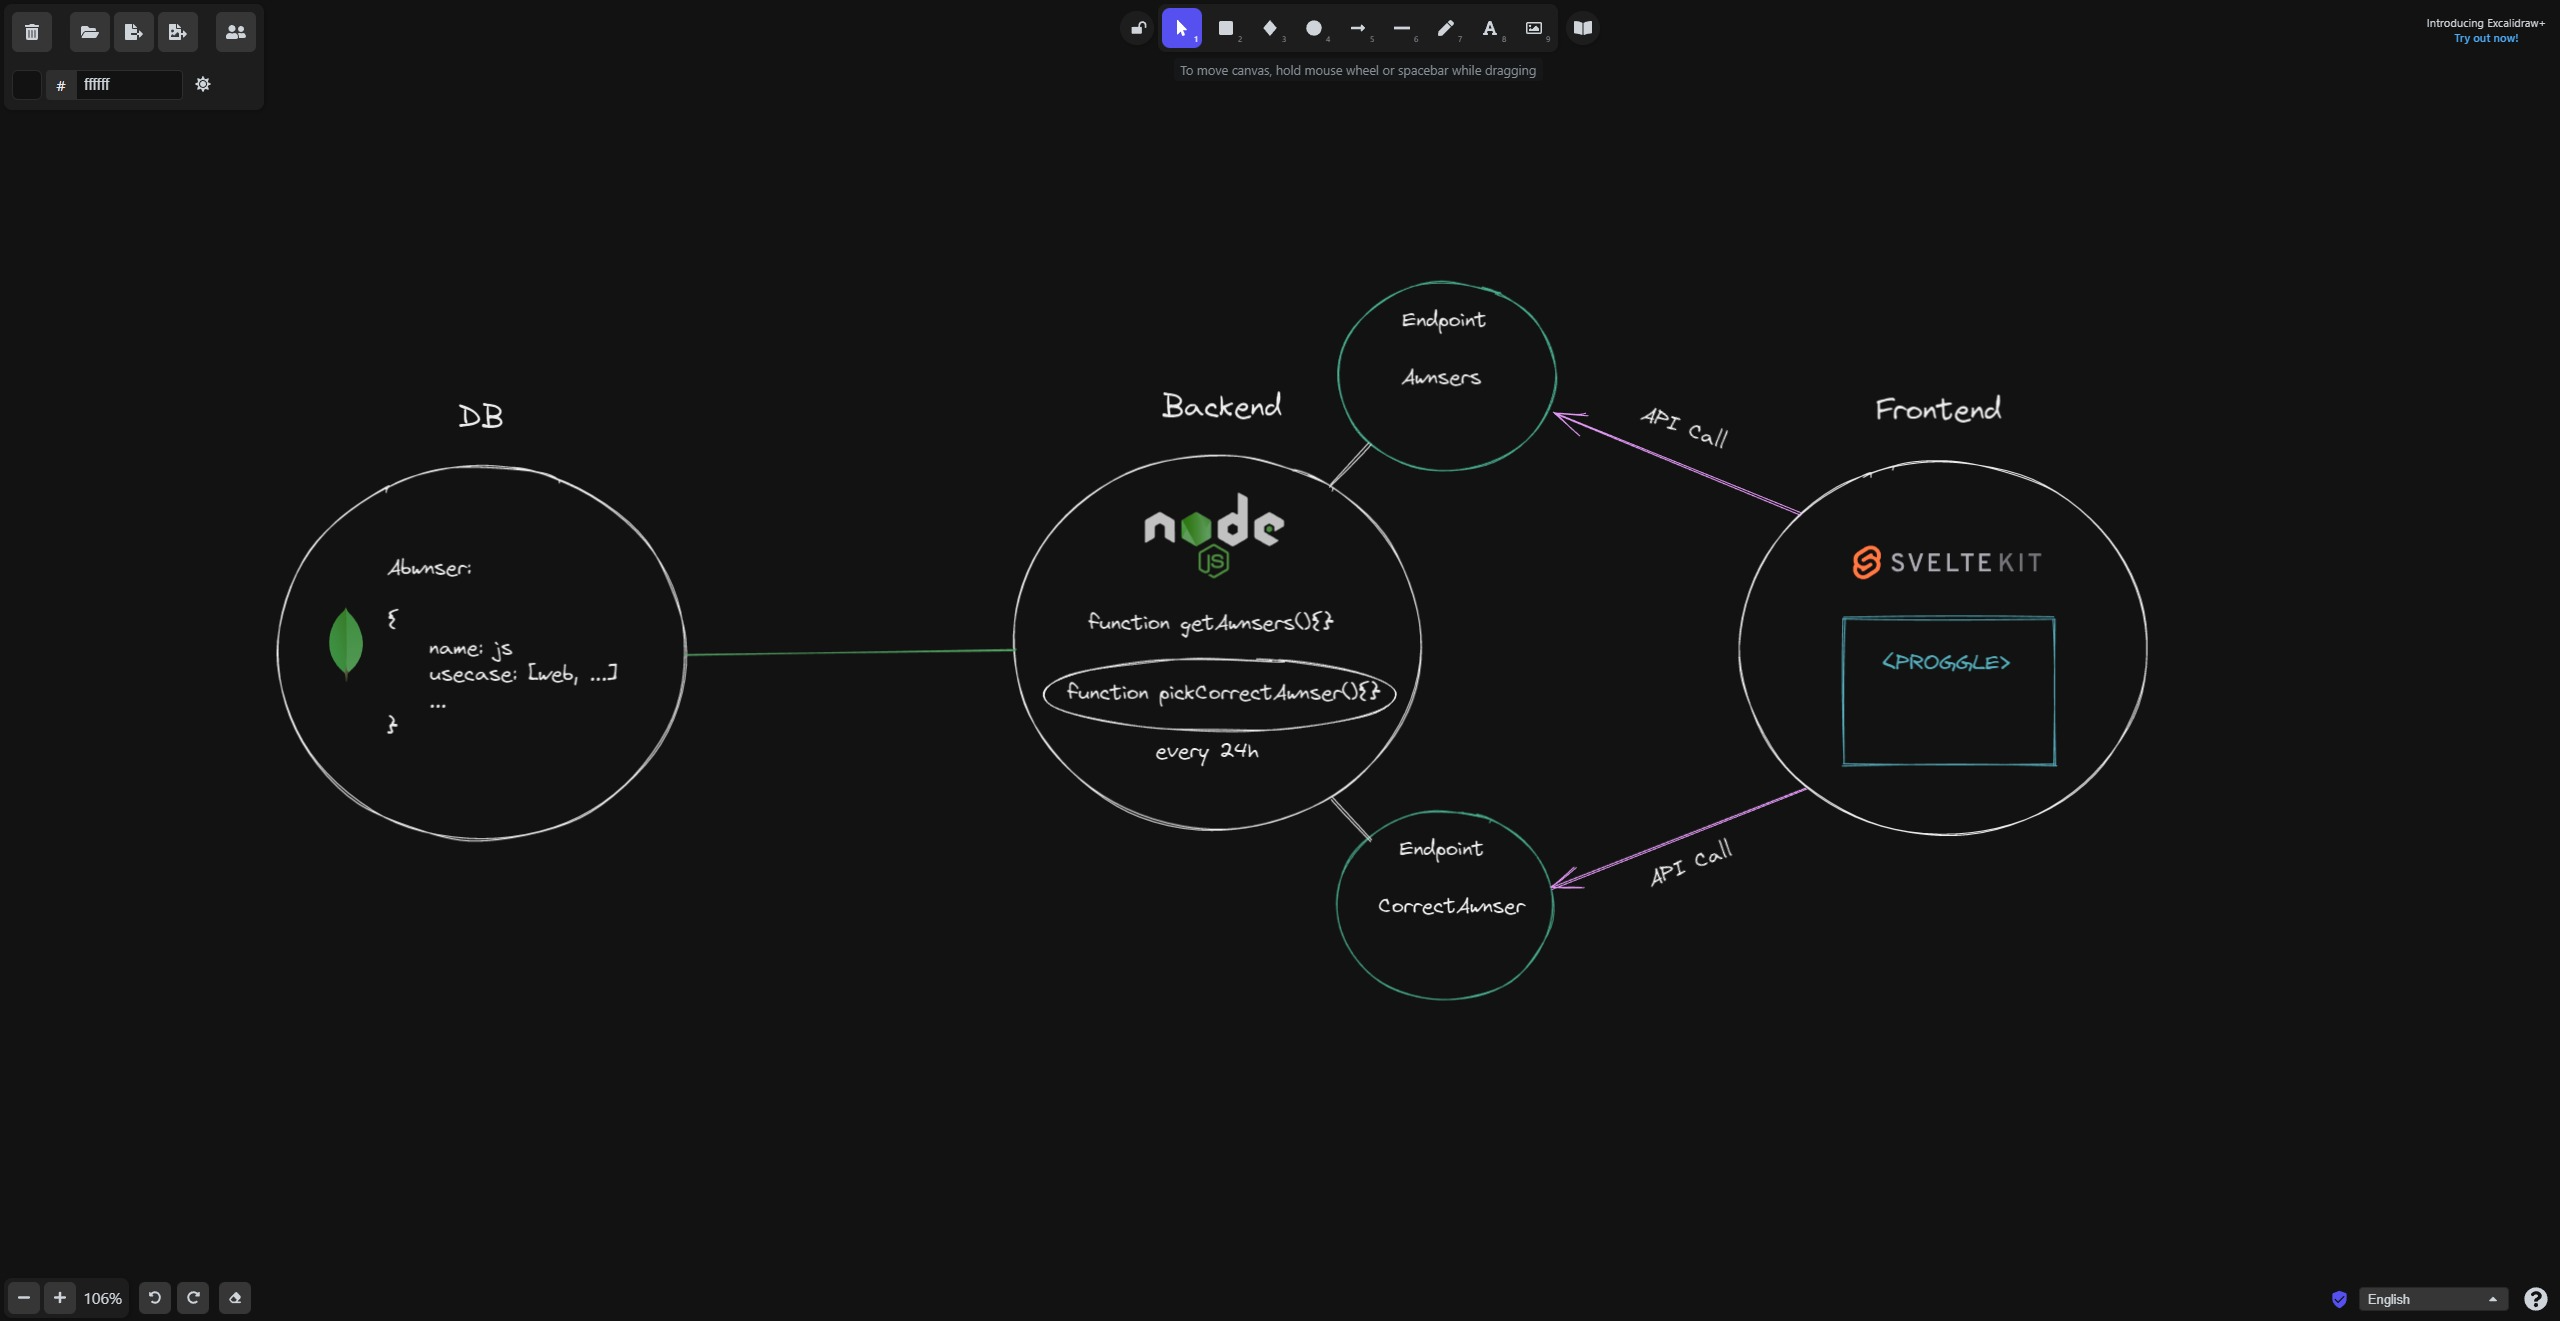 # ffffff
1 2 3 4 5 6 7 A 8 9
To move canvas, hold mouse wheel or spacebar while dragging
Introducing Excalidraw+
Try out now!
DB
Abwnser:
{
name: js
usecase: [web, ...]
...
}
Backend
node
JS
function getAwnsers(){}
function pickCorrectAwnser(){}
every 24h
Endpoint
Awnsers
Endpoint
CorrectAwnser
API Call
API Call
Frontend
SVELTEKIT
<PROGGLE>
106%
English
?